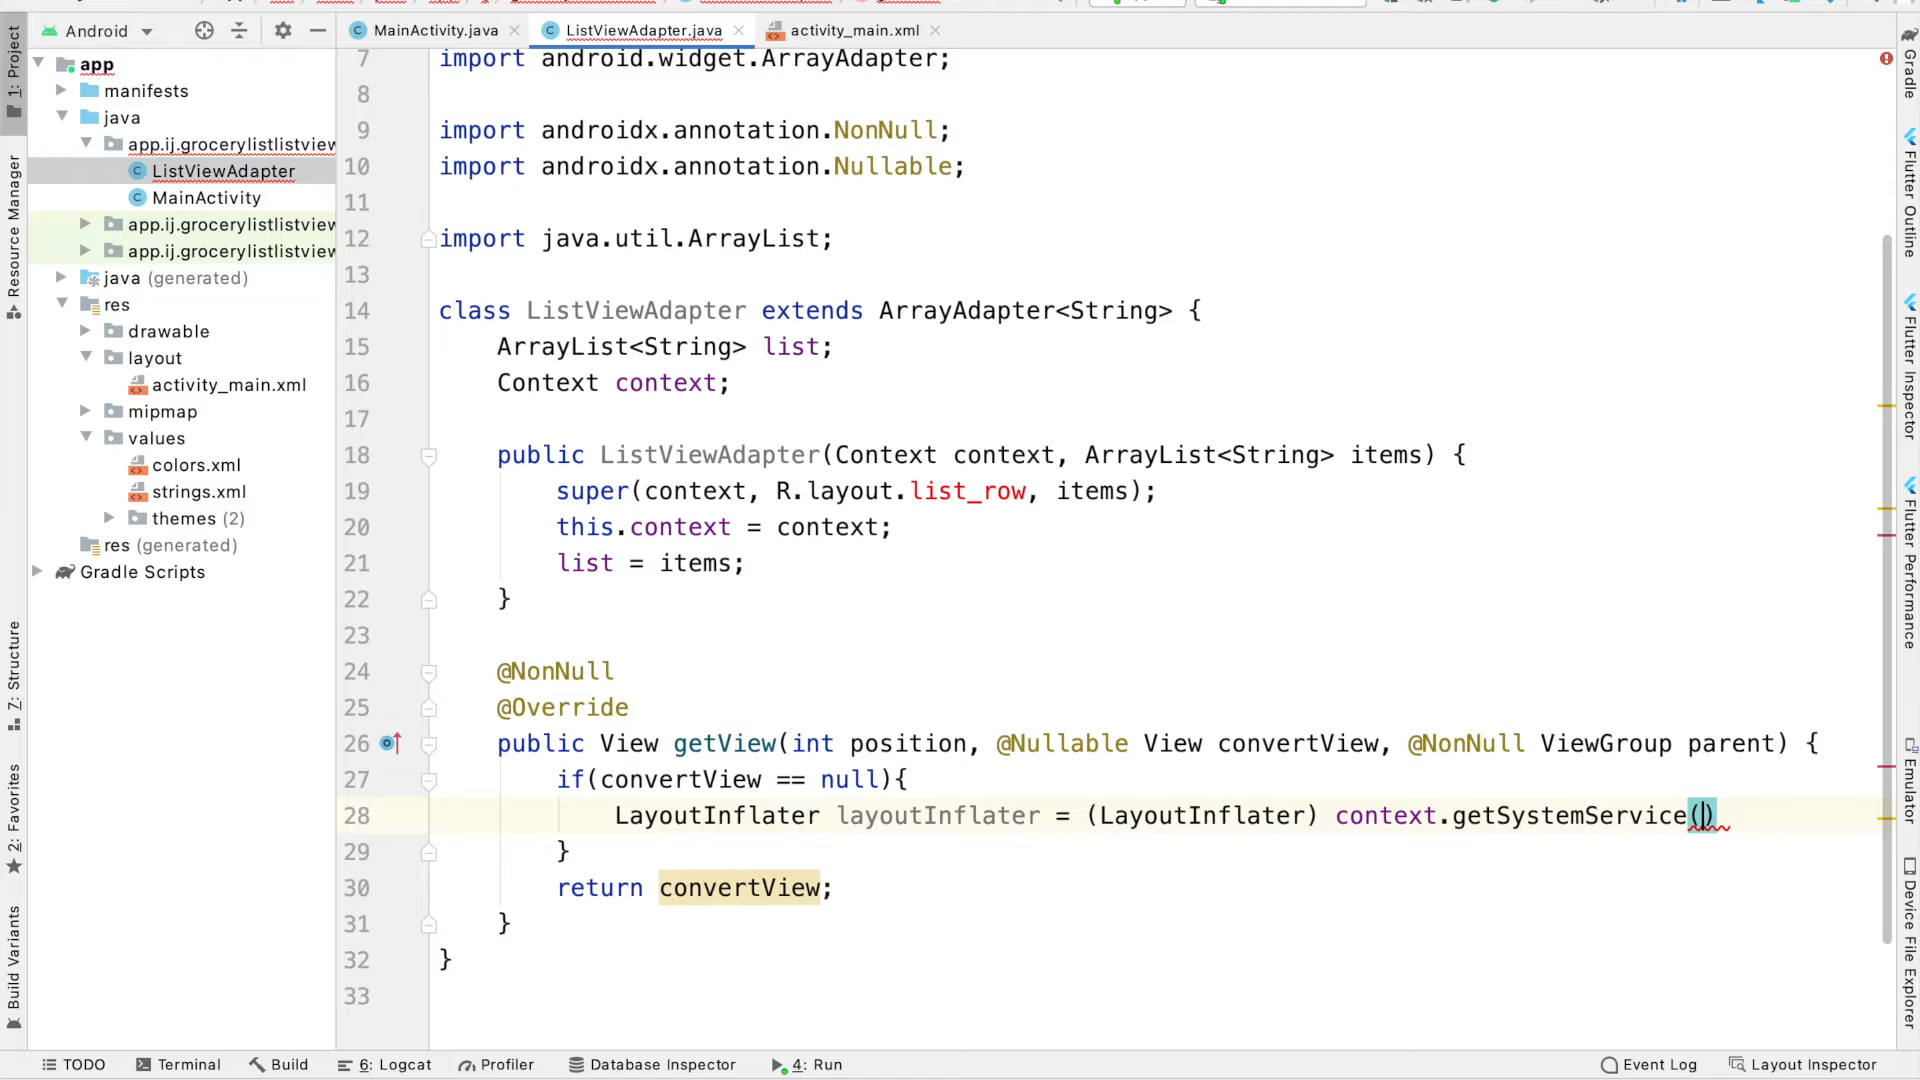 Android
MainActivity.java
ListViewAdapter.java
activity_main.xml
1: Project
Resource Manager
7: Structure
2: Favorites
Build Variants
app
manifests
java
app.ij.grocerylistlistview
ListViewAdapter
MainActivity
app.ij.grocerylistlistview
app.ij.grocerylistlistview
java (generated)
res
drawable
layout
activity_main.xml
mipmap
values
colors.xml
strings.xml
themes (2)
res (generated)
Gradle Scripts
7 import android.widget.ArrayAdapter;
8
9 import androidx.annotation.NonNull;
10 import androidx.annotation.Nullable;
11
12 import java.util.ArrayList;
13
14 class ListViewAdapter extends ArrayAdapter<String> {
15 ArrayList<String> list;
16 Context context;
17
18 public ListViewAdapter(Context context, ArrayList<String> items) {
19 super(context, R.layout.list_row, items);
20 this.context = context;
21 list = items;
22 }
23
24 @NonNull
25 @Override
26 public View getView(int position, @Nullable View convertView, @NonNull ViewGroup parent) {
27 if(convertView == null){
28 LayoutInflater layoutInflater = (LayoutInflater) context.getSystemService()
29 }
30 return convertView;
31 }
32 }
33
Gradle
Flutter Outline
Flutter Inspector
Flutter Performance
Emulator
Device File Explorer
TODO
Terminal
Build
6: Logcat
Profiler
Database Inspector
4: Run
Event Log
Layout Inspector